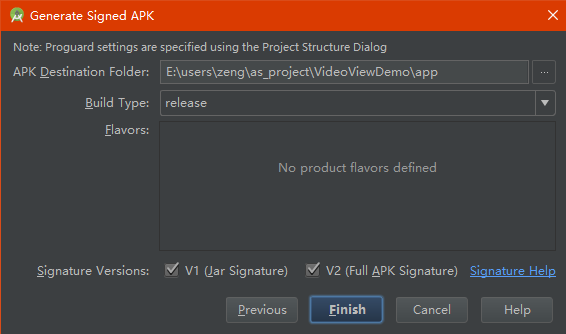 Generate Signed APK
Note: Proguard settings are specified using the Project Structure Dialog
APK Destination Folder: E:\users\zeng\as_project\VideoViewDemo\app ...
Build Type: release
Flavors:
No product flavors defined
Signature Versions: V1 (Jar Signature) V2 (Full APK Signature) Signature Help
Previous Finish Cancel Help